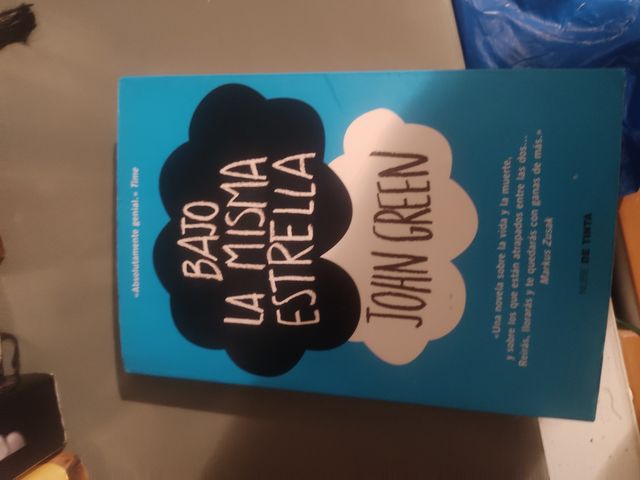 «Absolutamente genial.» Time
BAJO
LA MISMA
ESTRELLA
JOHN GREEN
«Una novela sobre la vida y la muerte,
y sobre los que están atrapados entre las dos...
Reirás, llorarás y te quedarás con ganas de más.»
Markus Zusak
NUBE DE TINTA